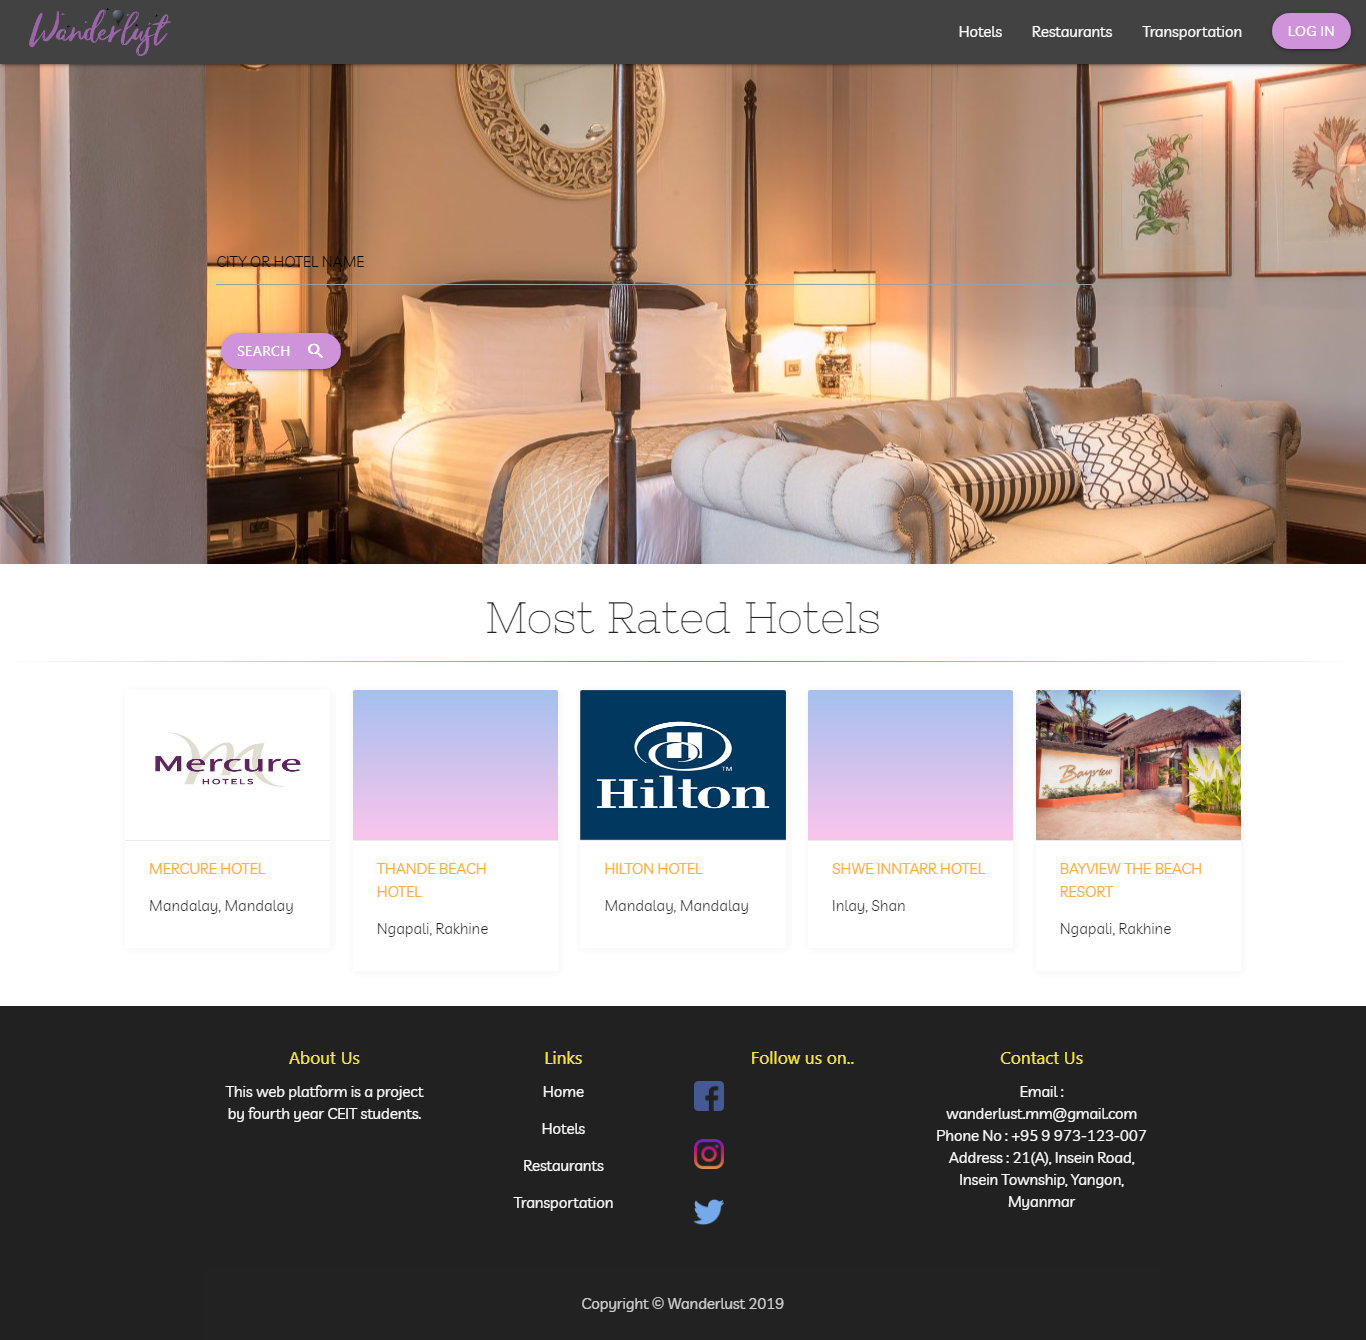 Wanderlust
Hotels
Restaurants
Transportation
LOG IN
CITY OR HOTEL NAME
SEARCH
Most Rated Hotels
m
Mercure
HOTELS
H
Hilton
TM
Bayview
MERCURE HOTEL
Mandalay, Mandalay
THANDE BEACH
HOTEL
Ngapali, Rakhine
HILTON HOTEL
Mandalay, Mandalay
SHWE INNTARR HOTEL
Inlay, Shan
BAYVIEW THE BEACH
RESORT
Ngapali, Rakhine
About Us
This web platform is a project
by fourth year CEIT students.
Links
Home
Hotels
Restaurants
Transportation
Follow us on..
Contact Us
Email :
wanderlust.mm@gmail.com
Phone No : +95 9 973-123-007
Address : 21(A), Insein Road,
Insein Township, Yangon,
Myanmar
Copyright © Wanderlust 2019